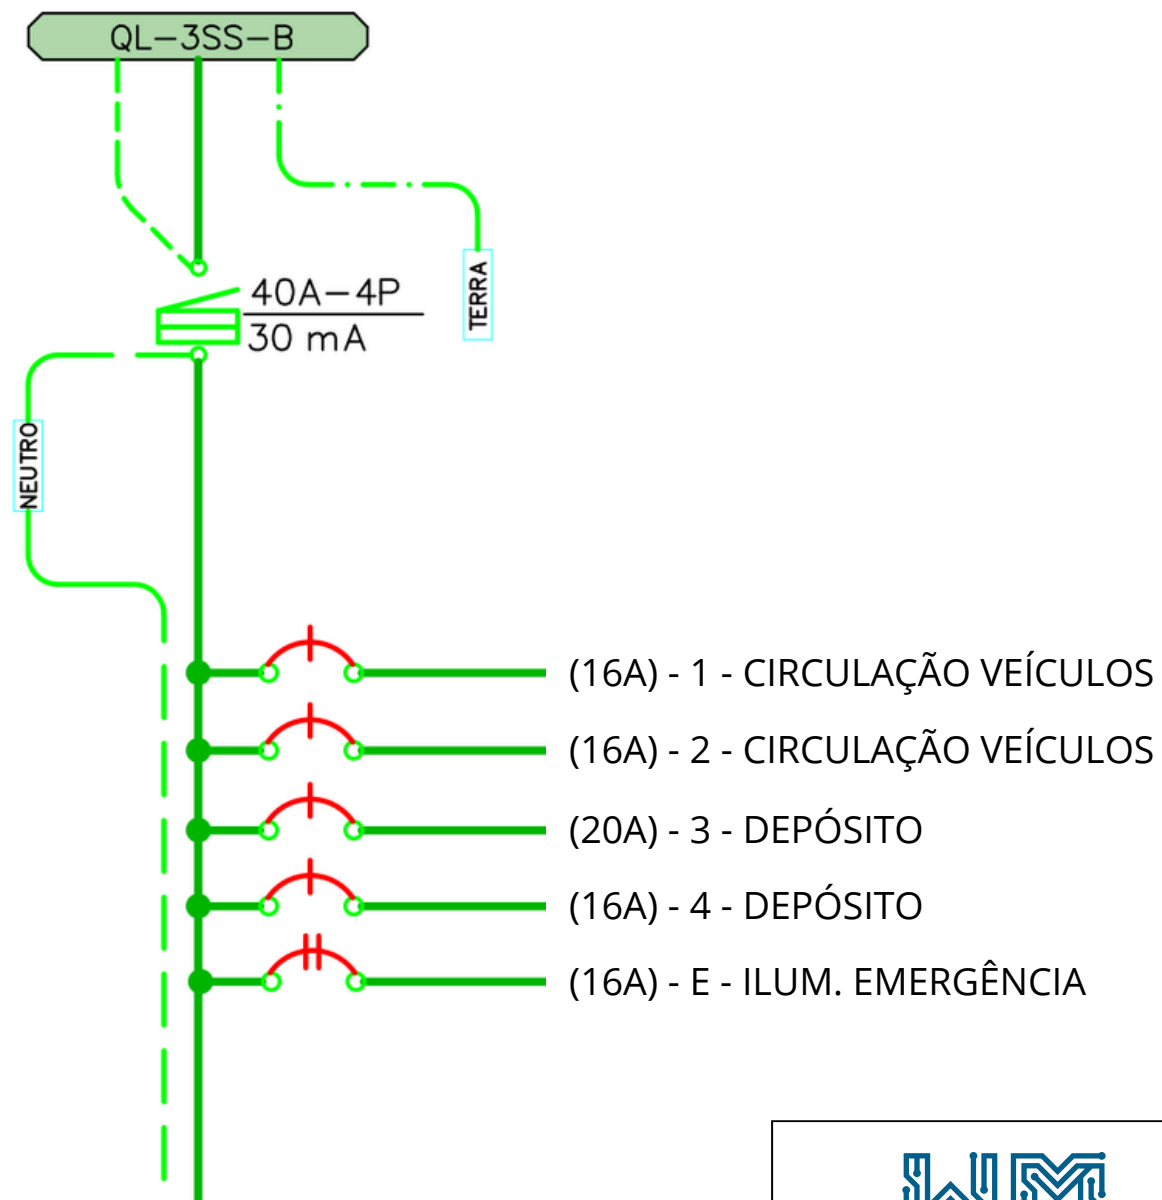 QL-3SS-B
40A-4P
30 mA
TERRA
NEUTRO
(16A) - 1 - CIRCULAÇÃO VEÍCULOS
(16A) - 2 - CIRCULAÇÃO VEÍCULOS
(20A) - 3 - DEPÓSITO
(16A) - 4 - DEPÓSITO
(16A) - E - ILUM. EMERGÊNCIA